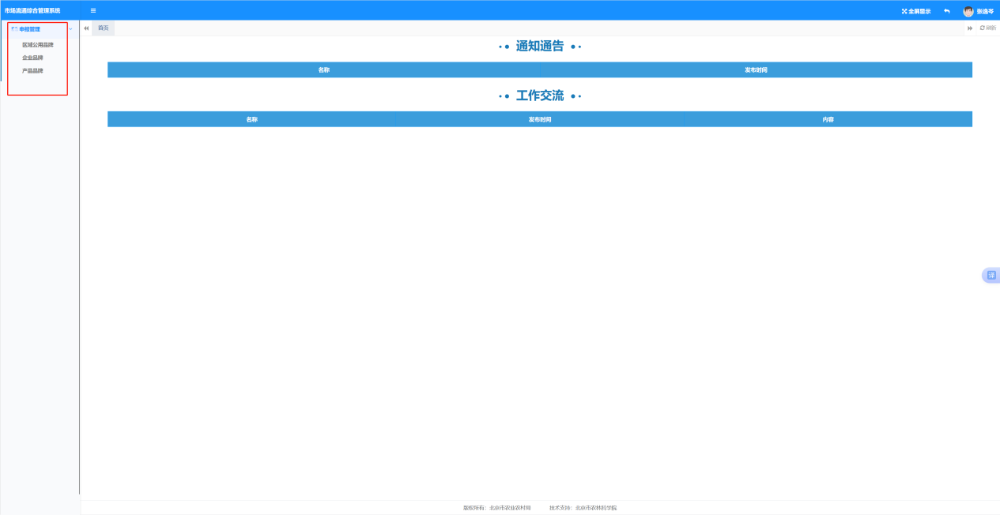 市场流通综合管理系统
全屏显示
张逸岑
申报管理
首页
刷新
区域公用品牌
企业品牌
产品品牌
通知通告
名称 发布时间
工作交流
名称 发布时间 内容
版权所有：北京市农业农村局 技术支持：北京市农林科学院